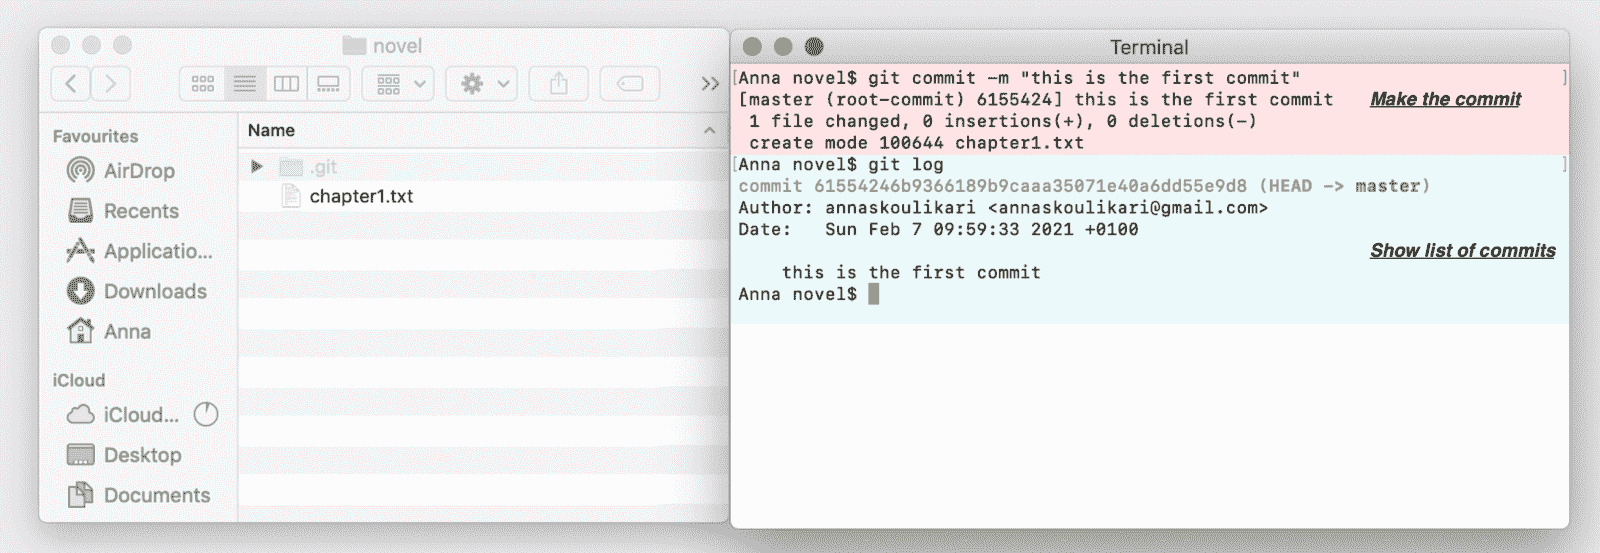 novel
Favourites
AirDrop
Recents
Applicatio...
Downloads
Anna
iCloud
iCloud...
Desktop
Documents
Name
.git
chapter1.txt
Terminal
[Anna novel$ git commit -m "this is the first commit" ]
[master (root-commit) 6155424] this is the first commit
Make the commit
1 file changed, 0 insertions(+), 0 deletions(-)
create mode 100644 chapter1.txt
[Anna novel$ git log ]
commit 61554246b9366189b9caaa35071e40a6dd55e9d8 (HEAD -> master)
Author: annaskoulikari <annaskoulikari@gmail.com>
Date:   Sun Feb 7 09:59:33 2021 +0100
Show list of commits
this is the first commit
Anna novel$